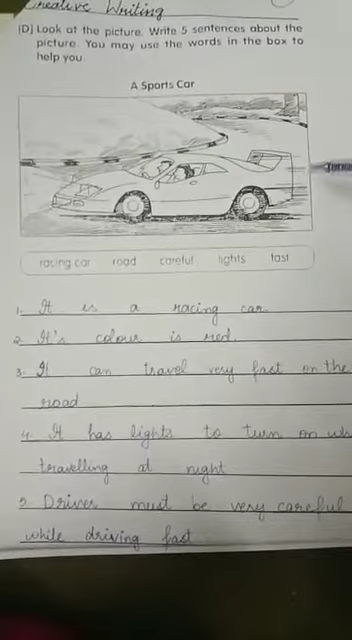 Creative Writing
(D) Look at the picture. Write 5 sentences about the
picture. You may use the words in the box to
help you.
A Sports Car
racing car road careful lights fast
1. It is a racing car.
2. It's colour is red.
3. It can travel very fast on the
road
4. It has lights to turn on
travelling at night
5 Driver must be very careful
while driving fast